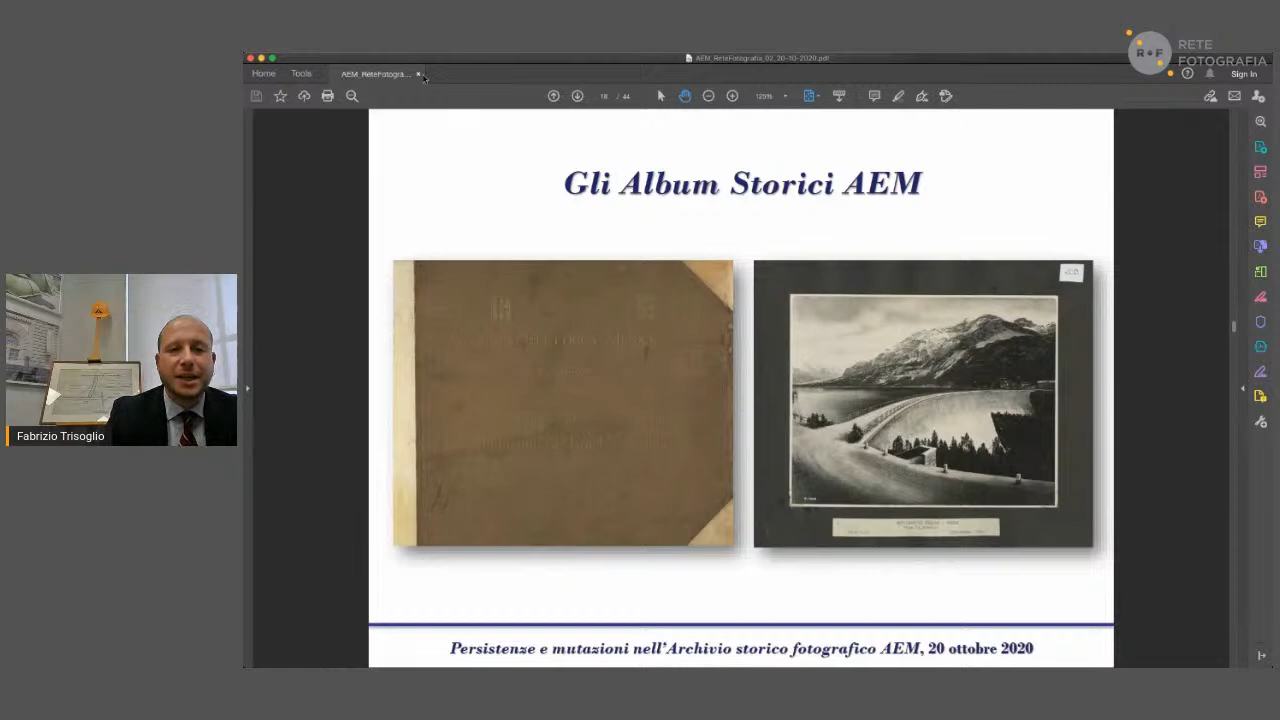 RETE
FOTOGRAFIA
R F
AEM_ReteFotografia_02_20-10-2020.pdf
Home Tools AEM_ReteFotogra... × Sign In
18 / 44 125%
Gli Album Storici AEM
Fabrizio Trisoglio
Persistenze e mutazioni nell'Archivio storico fotografico AEM, 20 ottobre 2020